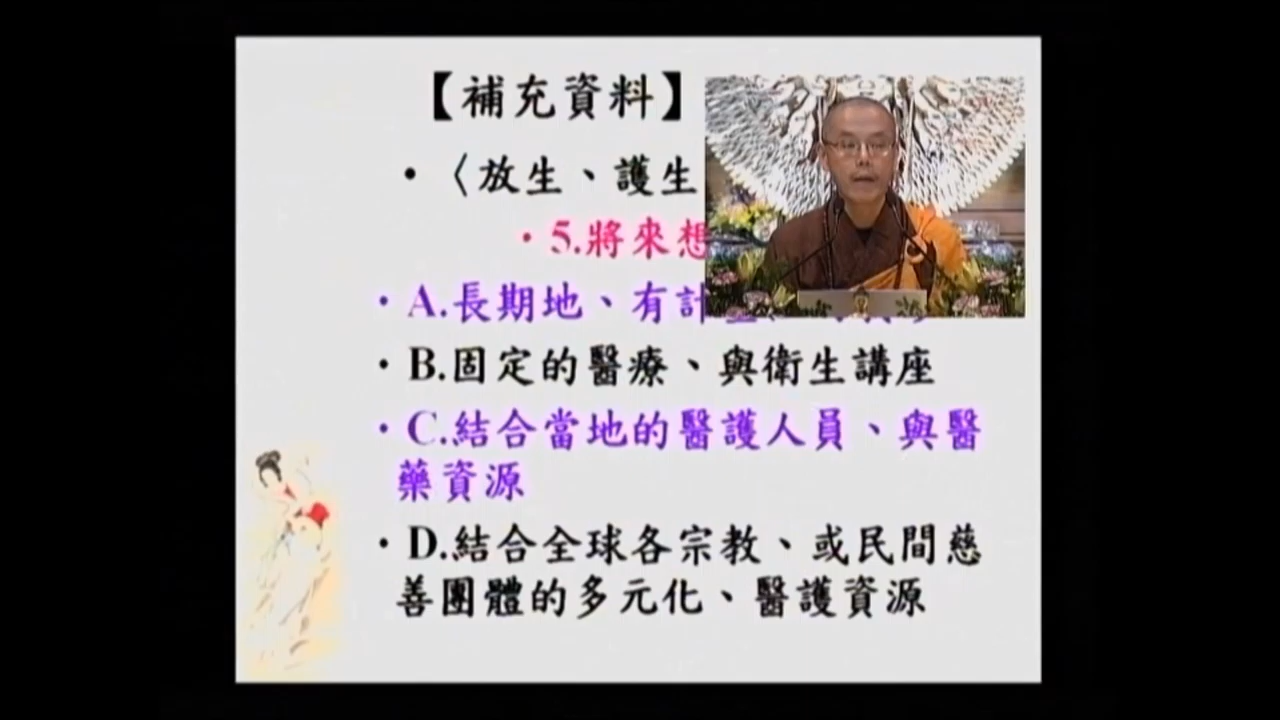 【補充資料】
•〈放生、護生
•5.將來想
•A.長期地、有計
•B.固定的醫療、與衛生講座
•C.結合當地的醫護人員、與醫
藥資源
•D.結合全球各宗教、或民間慈
善團體的多元化、醫護資源